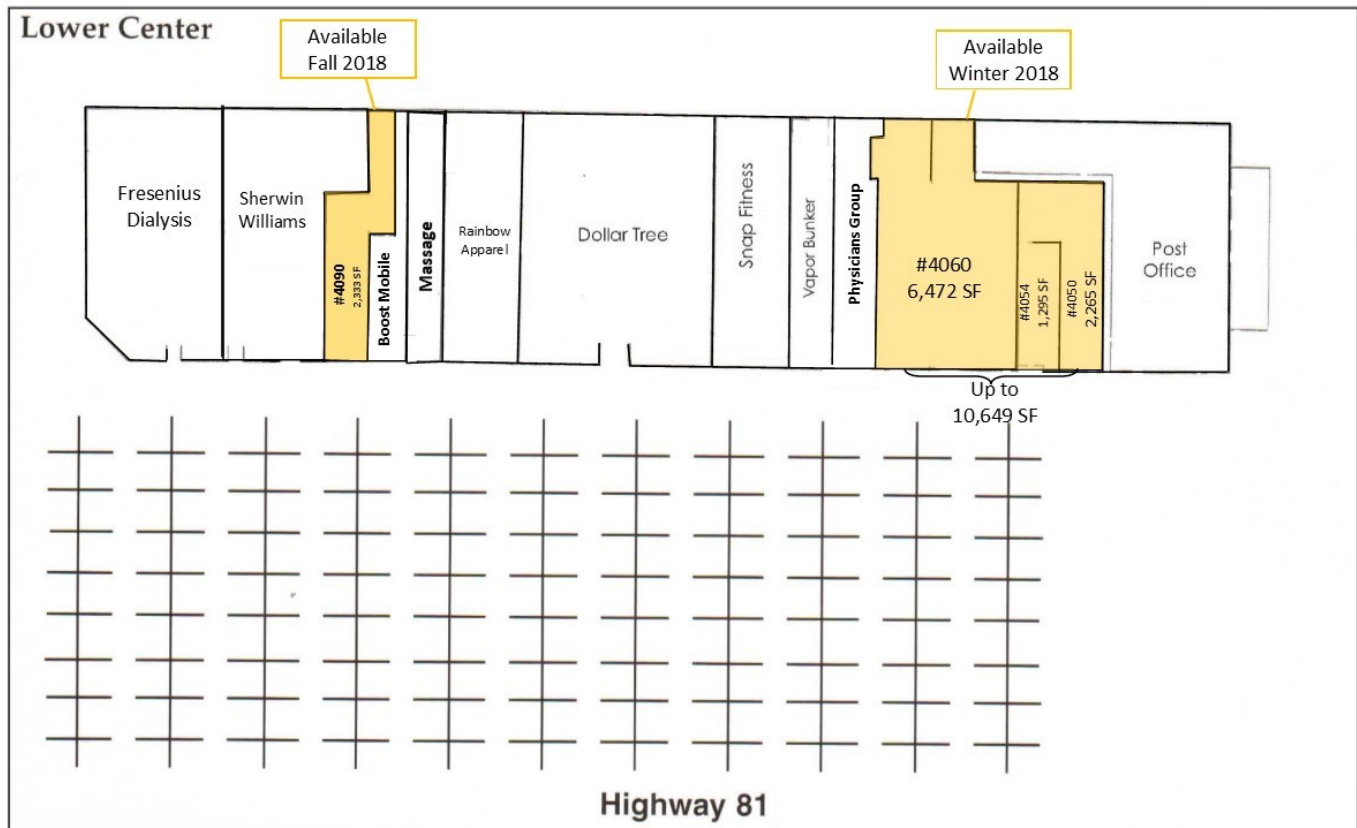 Lower Center
Available
Fall 2018
Available
Winter 2018
Fresenius
Dialysis
Sherwin
Williams
#4090
2,333 SF
Boost Mobile
Massage
Rainbow
Apparel
Dollar Tree
Snap Fitness
Vapor Bunker
Physicians Group
#4060
6,472 SF
#4054
1,295 SF
#4050
2,265 SF
Post
Office
Up to
10,649 SF
Highway 81